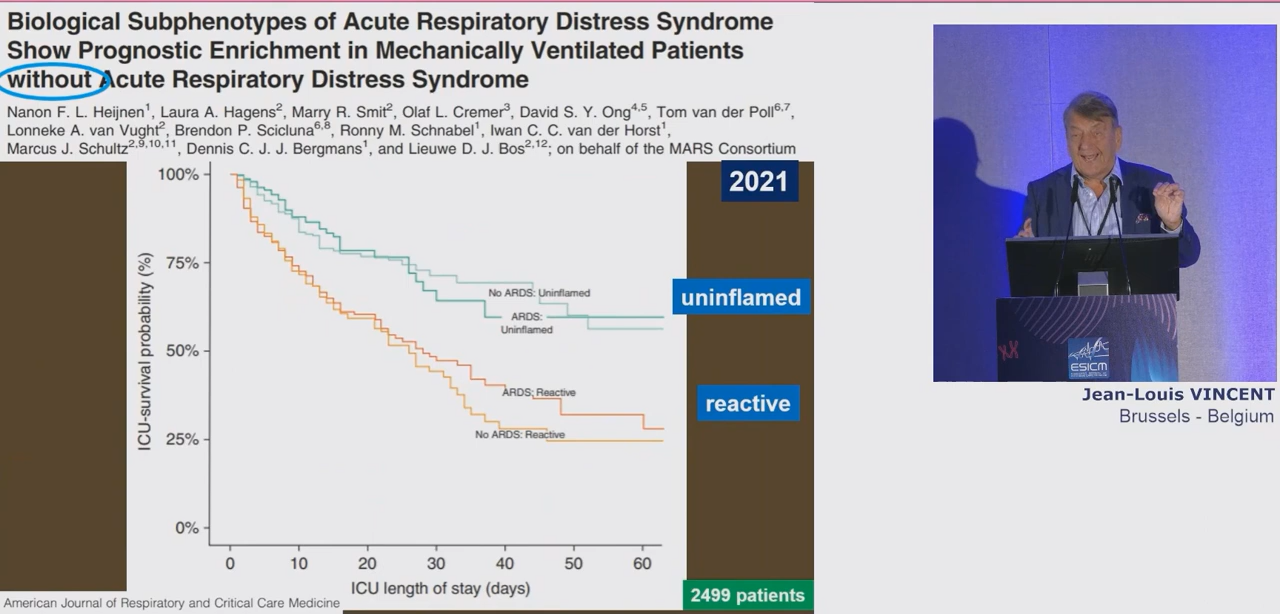 Biological Subphenotypes of Acute Respiratory Distress Syndrome
Show Prognostic Enrichment in Mechanically Ventilated Patients
without Acute Respiratory Distress Syndrome
Nanon F. L. Heijnen1, Laura A. Hagens2, Marry R. Smit2, Olaf L. Cremer3, David S. Y. Ong4,5, Tom van der Poll6,7,
Lonneke A. van Vught2, Brendon P. Scicluna6,8, Ronny M. Schnabel1, Iwan C. C. van der Horst1,
Marcus J. Schultz2,9,10,11, Dennis C. J. J. Bergmans1, and Lieuwe D. J. Bos2,12; on behalf of the MARS Consortium
2021
100%
75%
50%
25%
0%
ICU-survival probability (%)
No ARDS: Uninflamed
ARDS:
Uninflamed
ARDS: Reactive
No ARDS: Reactive
uninflamed
reactive
0 10 20 30 40 50 60
ICU length of stay (days)
2499 patients
American Journal of Respiratory and Critical Care Medicine
ESICM
Jean-Louis VINCENT
Brussels - Belgium